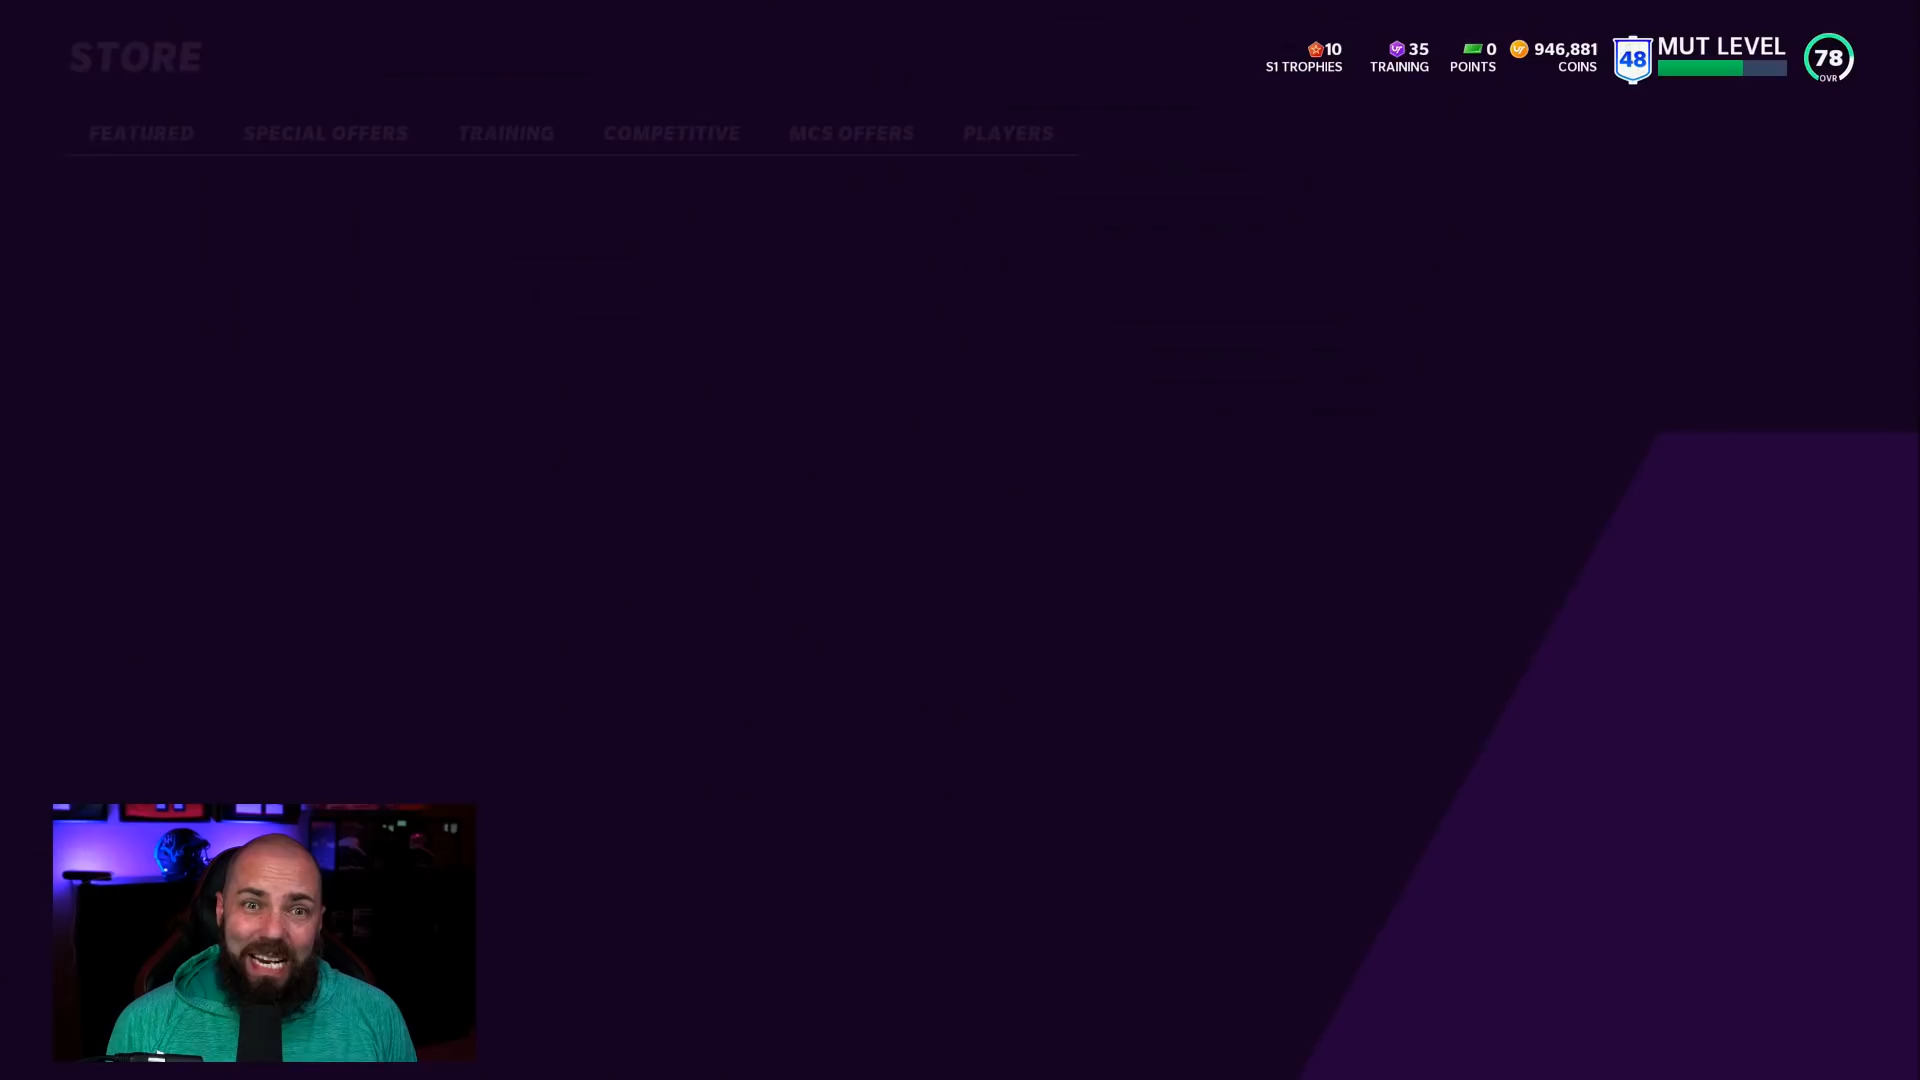 STORE
10 35 0 946,881 48 MUT LEVEL 78
S1 TROPHIES TRAINING POINTS COINS OVR
FEATURED SPECIAL OFFERS TRAINING COMPETITIVE MCS OFFERS PLAYERS